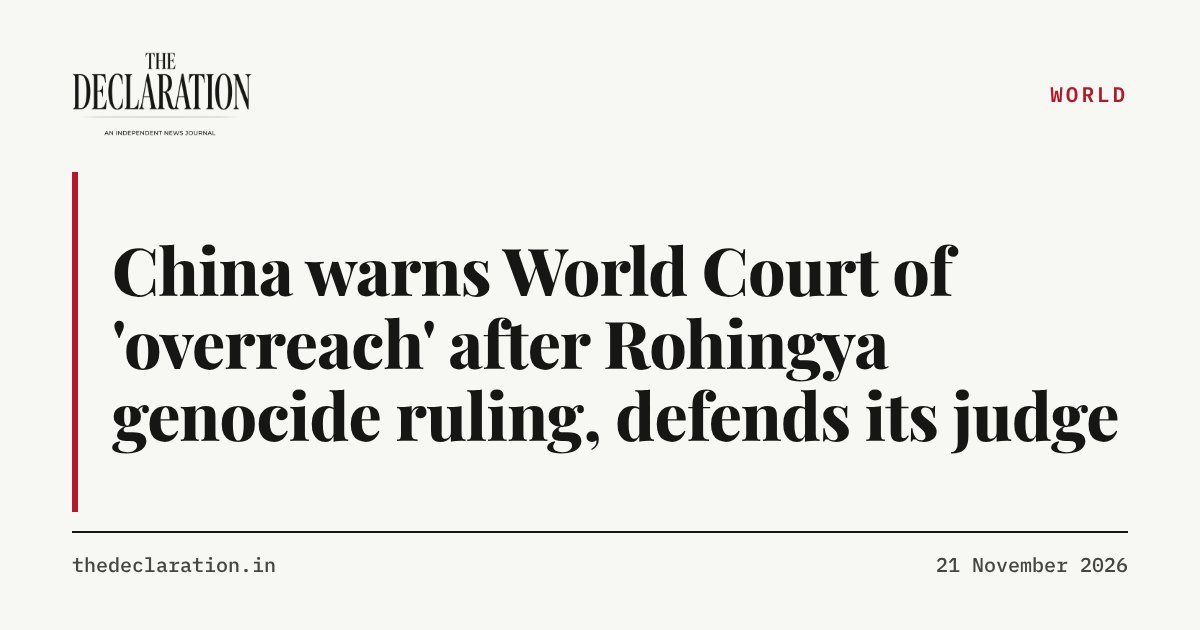 THE
DECLARATION
AN INDEPENDENT NEWS JOURNAL
WORLD
China warns World Court of
'overreach' after Rohingya
genocide ruling, defends its judge
thedeclaration.in
21 November 2026